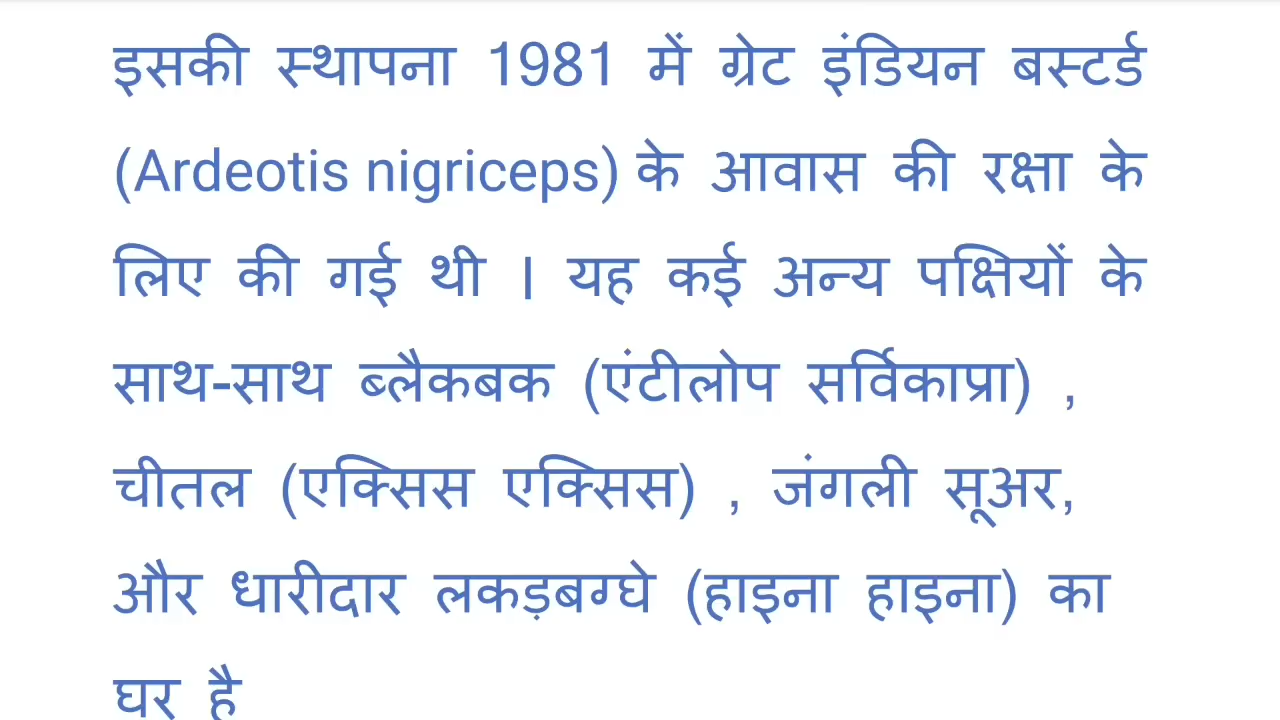 इसकी स्थापना 1981 में ग्रेट इंडियन बस्टर्ड
(Ardeotis nigriceps) के आवास की रक्षा के
लिए की गई थी । यह कई अन्य पक्षियों के
साथ-साथ ब्लैकबक (एंटीलोप सर्विकाप्रा) ,
चीतल (एक्सिस एक्सिस) , जंगली सूअर,
और धारीदार लकड़बग्घे (हाइना हाइना) का
घर है